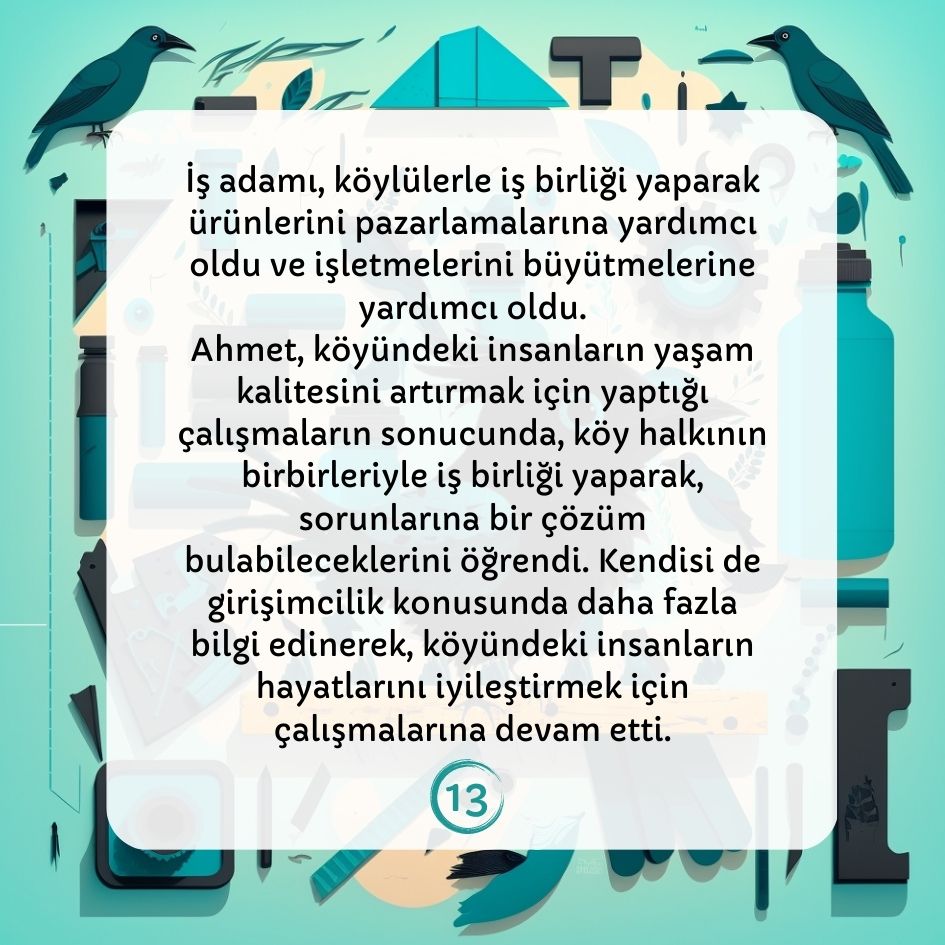 İş adamı, köylülerle iş birliği yaparak
ürünlerini pazarlamalarına yardımcı
oldu ve işletmelerini büyütmelerine
yardımcı oldu.
Ahmet, köyündeki insanların yaşam
kalitesini artırmak için yaptığı
çalışmaların sonucunda, köy halkının
birbirleriyle iş birliği yaparak,
sorunlarına bir çözüm
bulabileceklerini öğrendi. Kendisi de
girişimcilik konusunda daha fazla
bilgi edinerek, köyündeki insanların
hayatlarını iyileştirmek için
çalışmalarına devam etti.
13